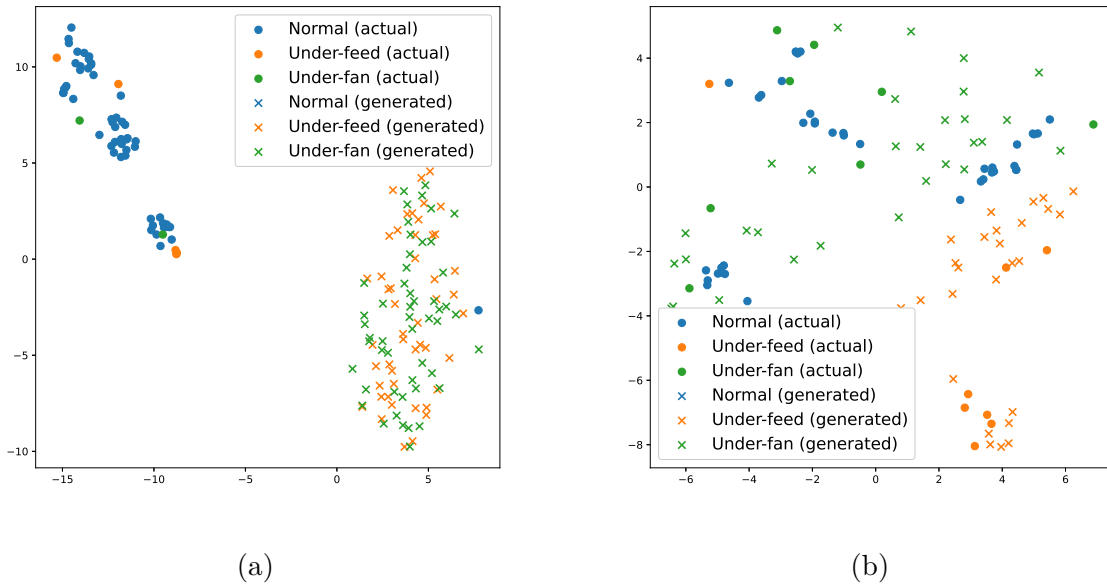 Normal (actual)
Under-feed (actual)
Under-fan (actual)
Normal (generated)
Under-feed (generated)
Under-fan (generated)
10
5
0
−5
−10
−15
−10
−5
0
5
(a)
4
2
0
−2
−4
−6
−8
Normal (actual)
Under-feed (actual)
Under-fan (actual)
Normal (generated)
Under-feed (generated)
Under-fan (generated)
−6
−4
−2
0
2
4
6
(b)